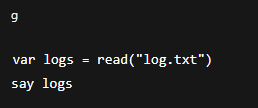 g
var logs = read("log.txt")
say logs